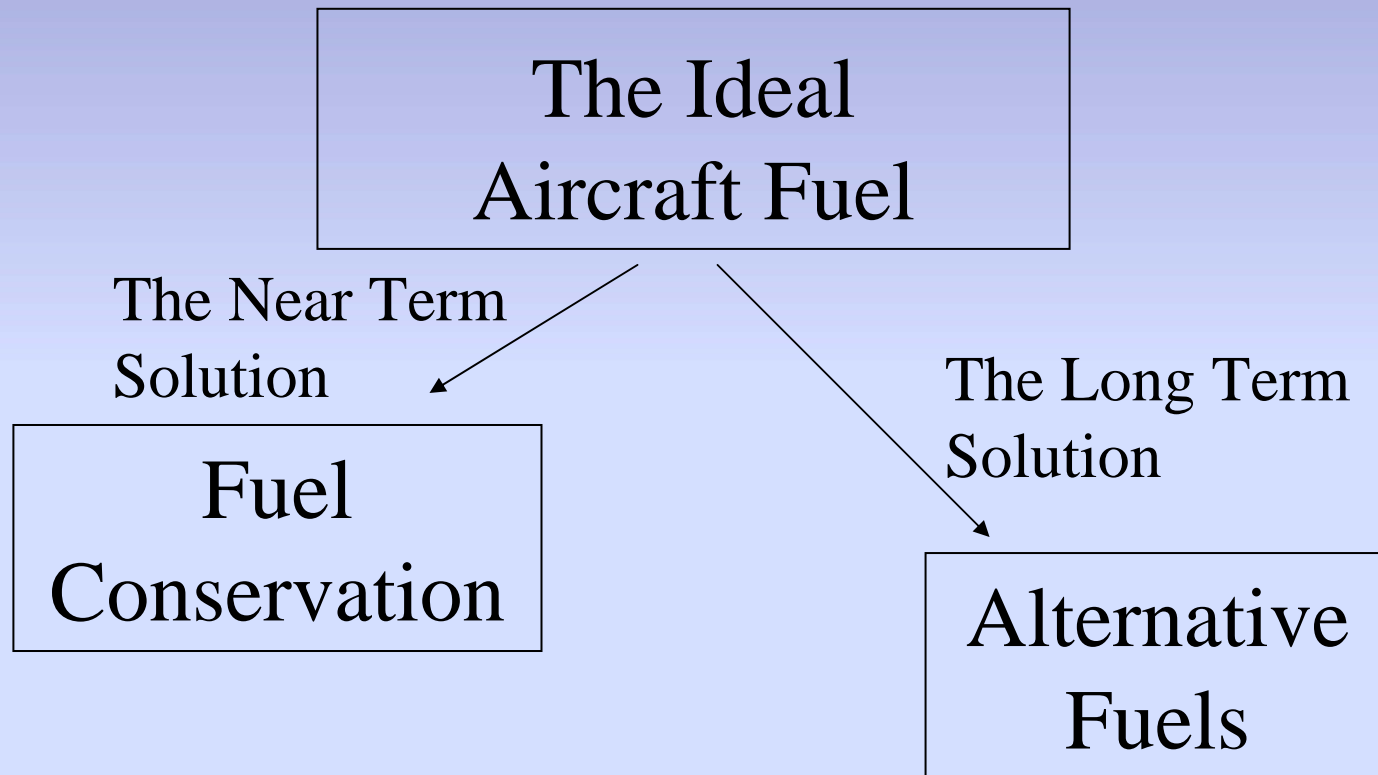 The Ideal
Aircraft Fuel
The Near Term
Solution
Fuel
Conservation
The Long Term
Solution
Alternative
Fuels